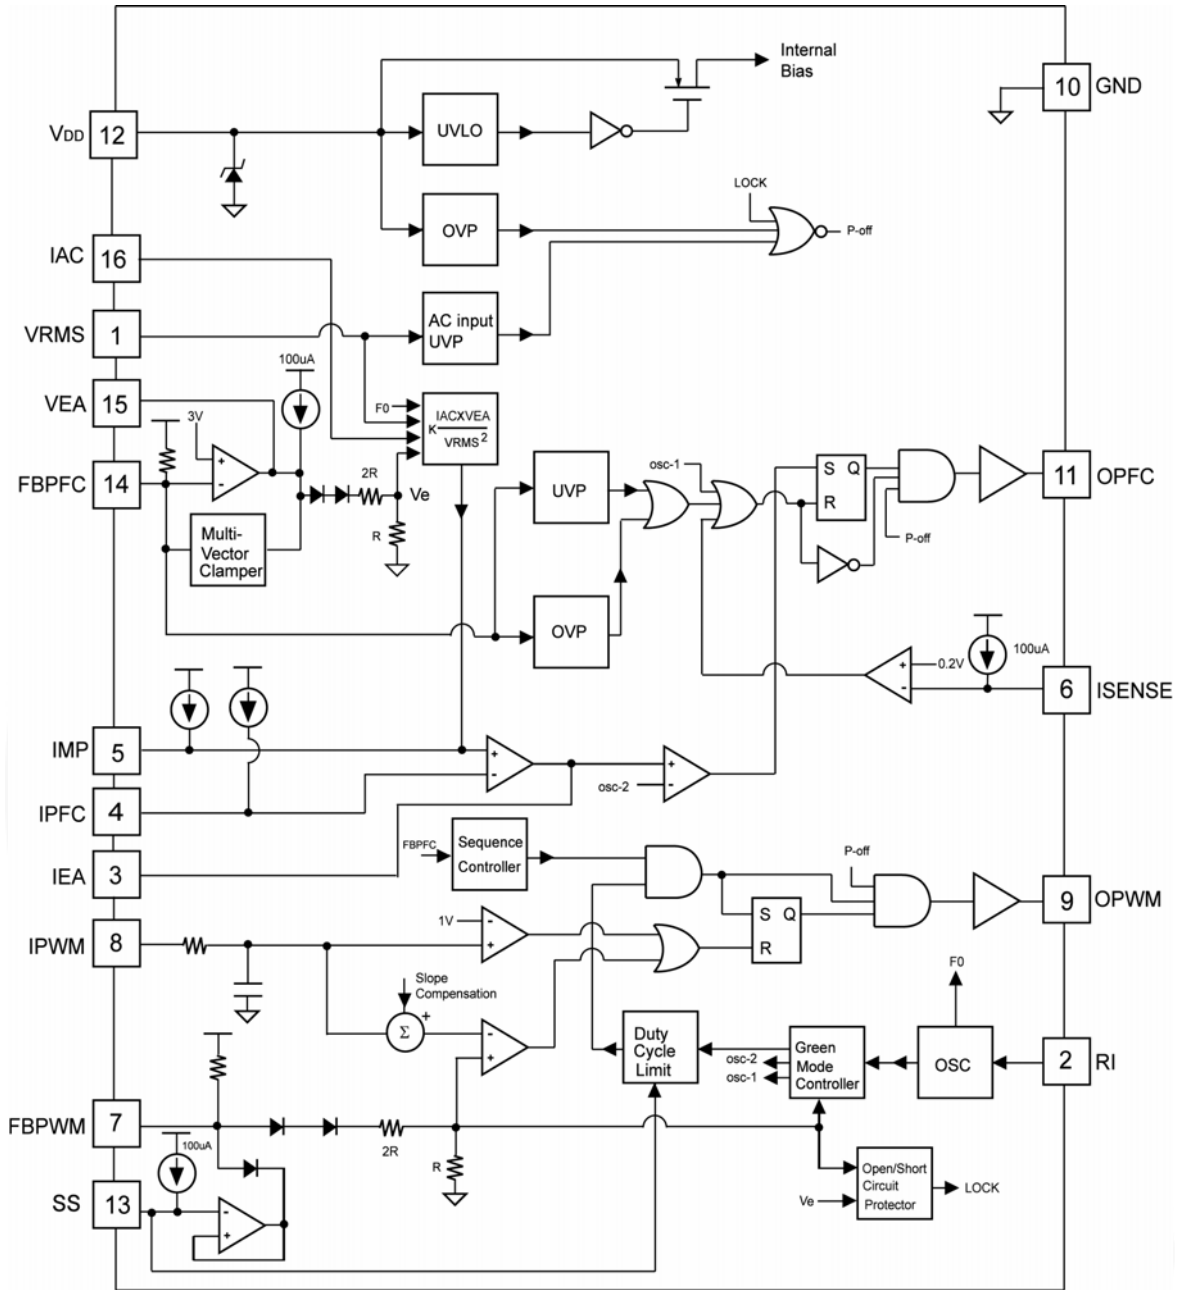 Internal
Bias
10
GND
VDD
12
UVLO
LOCK
OVP
P-off
IAC
16
VRMS
1
AC input
UVP
100uA
VEA
15
3V
F0
K IACXVEA
VRMS 2
FBPFC
14
+
-
2R
Ve
R
Multi-
Vector
Clamper
UVP
osc-1
S Q
R
P-off
11
OPFC
OVP
+
-
0.2V
100uA
6
ISENSE
IMP
5
+
-
+
-
osc-2
IPFC
4
IEA
3
FBPFC
Sequence
Controller
P-off
S Q
R
9
OPWM
IPWM
8
1V
-
+
F0
Slope
Compensation
+
Σ
-
+
Duty
Cycle
Limit
osc-2
osc-1
Green
Mode
Controller
OSC
2
RI
FBPWM
7
2R
R
100uA
SS
13
-
+
Open/Short
Circuit
Protector
Ve
LOCK